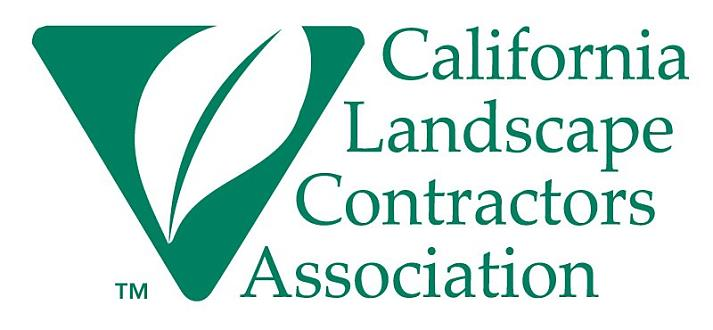 California
Landscape
Contractors
Association
TM